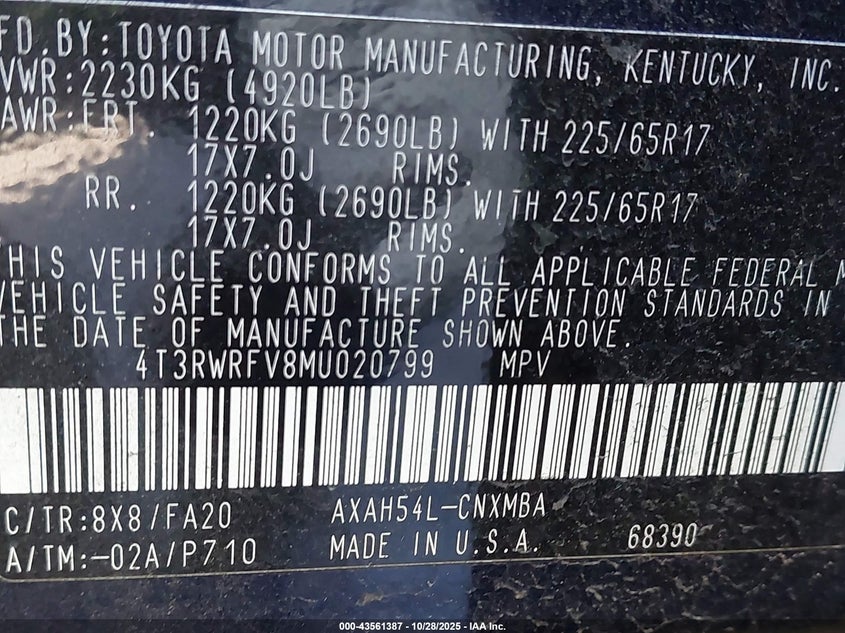 FD.BY:TOYOTA MOTOR MANUFACTURING, KENTUCKY, INC.
VWR:2230KG (4920LB)
AWR:FRT. 1220KG (2690LB) WITH 225/65R17
17X7.0J RIMS.
RR. 1220KG (2690LB) WITH 225/65R17
17X7.0J RIMS.
THIS VEHICLE CONFORMS TO ALL APPLICABLE FEDERAL M
VEHICLE SAFETY AND THEFT PREVENTION STANDARDS IN
THE DATE OF MANUFACTURE SHOWN ABOVE.
4T3RWRFV8MU020799 MPV
C/TR:8X8/FA20 AXAH54L-CNXMBA
A/TM:-02A/P710 MADE IN U.S.A. 68390
000-43561387 - 10/28/2025 - IAA Inc.